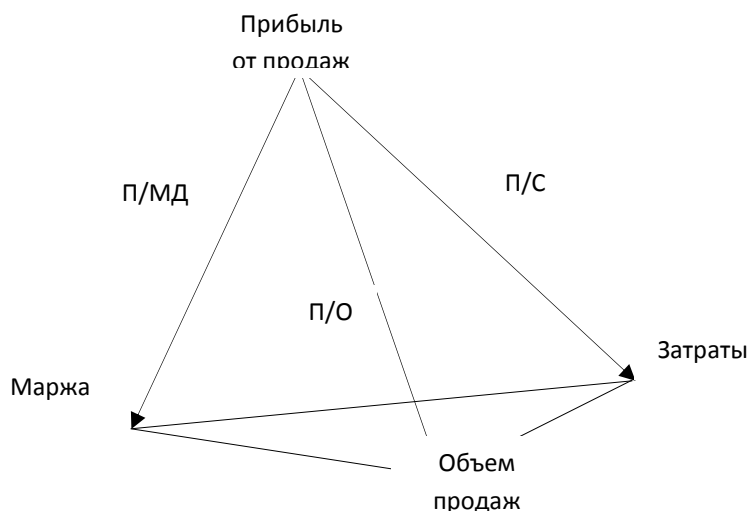 Прибыль
от продаж
П/МД
П/С
П/О
Затраты
Маржа
Объем
продаж